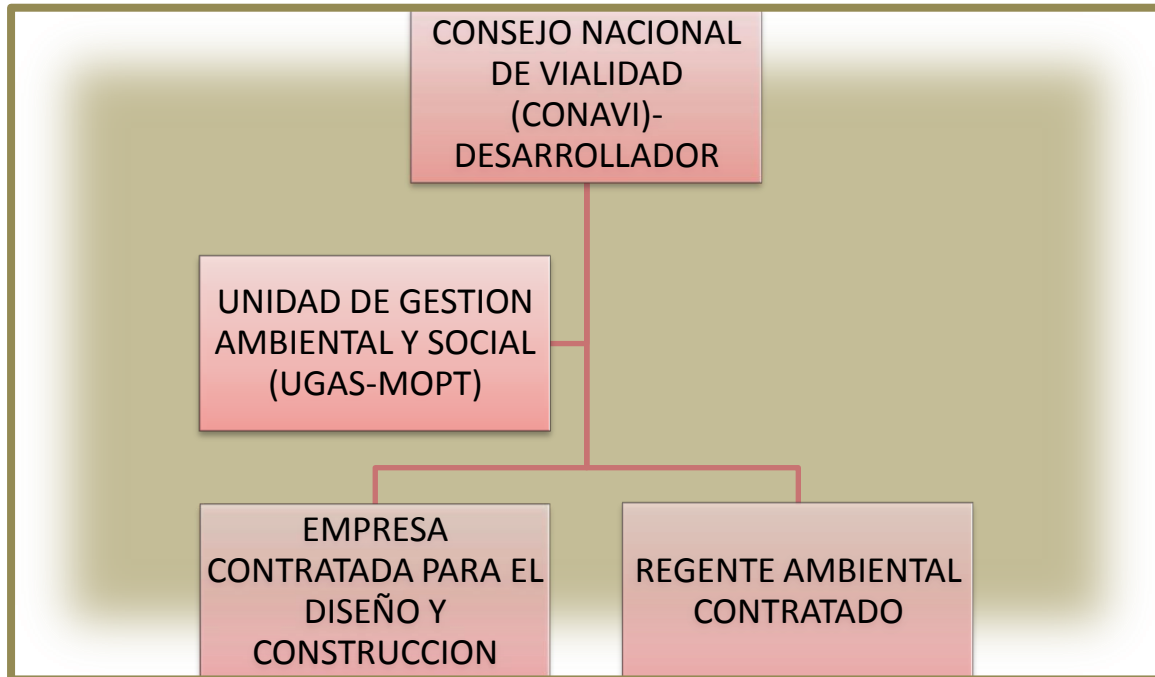 CONSEJO NACIONAL
DE VIALIDAD
(CONAVI)-
DESARROLLADOR
UNIDAD DE GESTION
AMBIENTAL Y SOCIAL
(UGAS-MOPT)
EMPRESA
CONTRATADA PARA EL
DISEÑO Y
CONSTRUCCION
REGENTE AMBIENTAL
CONTRATADO